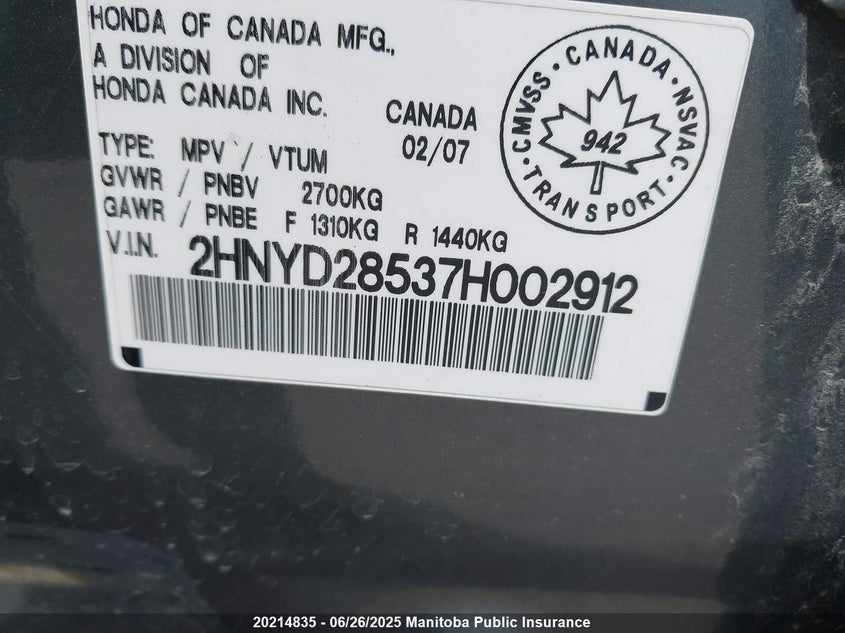 HONDA OF CANADA MFG.,
A DIVISION OF
HONDA CANADA INC.
CANADA
02/07
TYPE: MPV / VTUM
GVWR / PNBV 2700KG
GAWR / PNBE F 1310KG R 1440KG
V.I.N. 2HNYD28537H002912
CMVSS · CANADA · NSVAC · TRANSPORT ·
942
20214835 - 06/26/2025 Manitoba Public Insurance